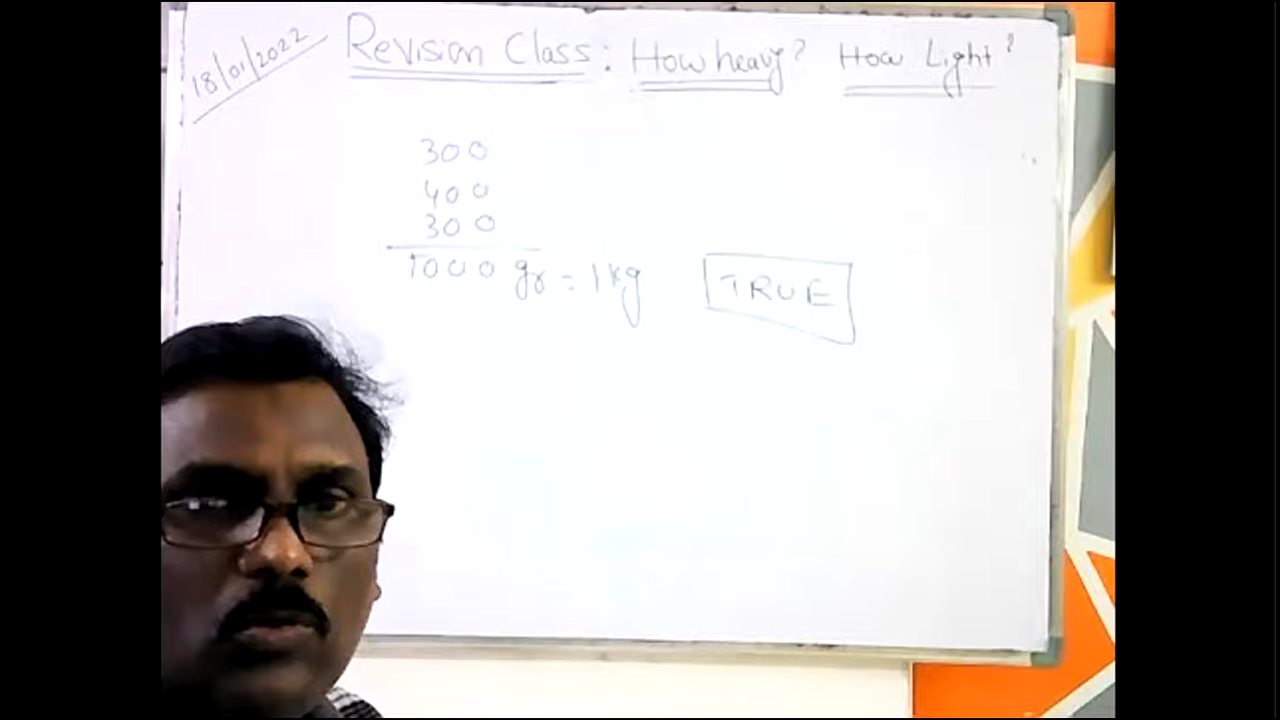 18/01/2022
Revision Class: How heavy? How Light?
300
400
300
1000 gr = 1kg
TRUE